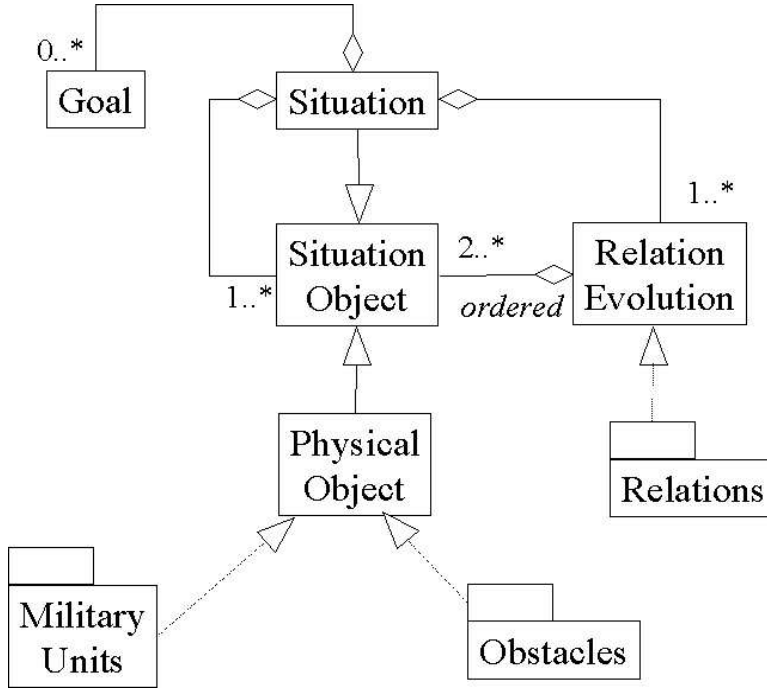 0..*
Goal
Situation
1..*
Situation
Object
2..*
ordered
Relation
Evolution
1..*
Physical
Object
Relations
Military
Units
Obstacles